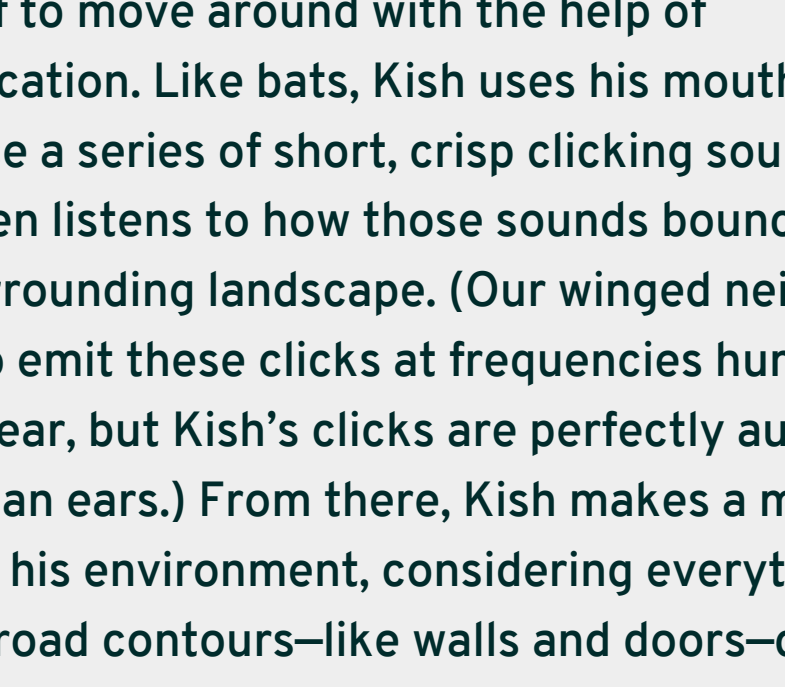 to move around with the help of
cation. Like bats, Kish uses his mouth
e a series of short, crisp clicking sou
en listens to how those sounds bounc
rounding landscape. (Our winged nei
emit these clicks at frequencies hum
ear, but Kish’s clicks are perfectly au
an ears.) From there, Kish makes a m
his environment, considering everyt
road contours—like walls and doors—